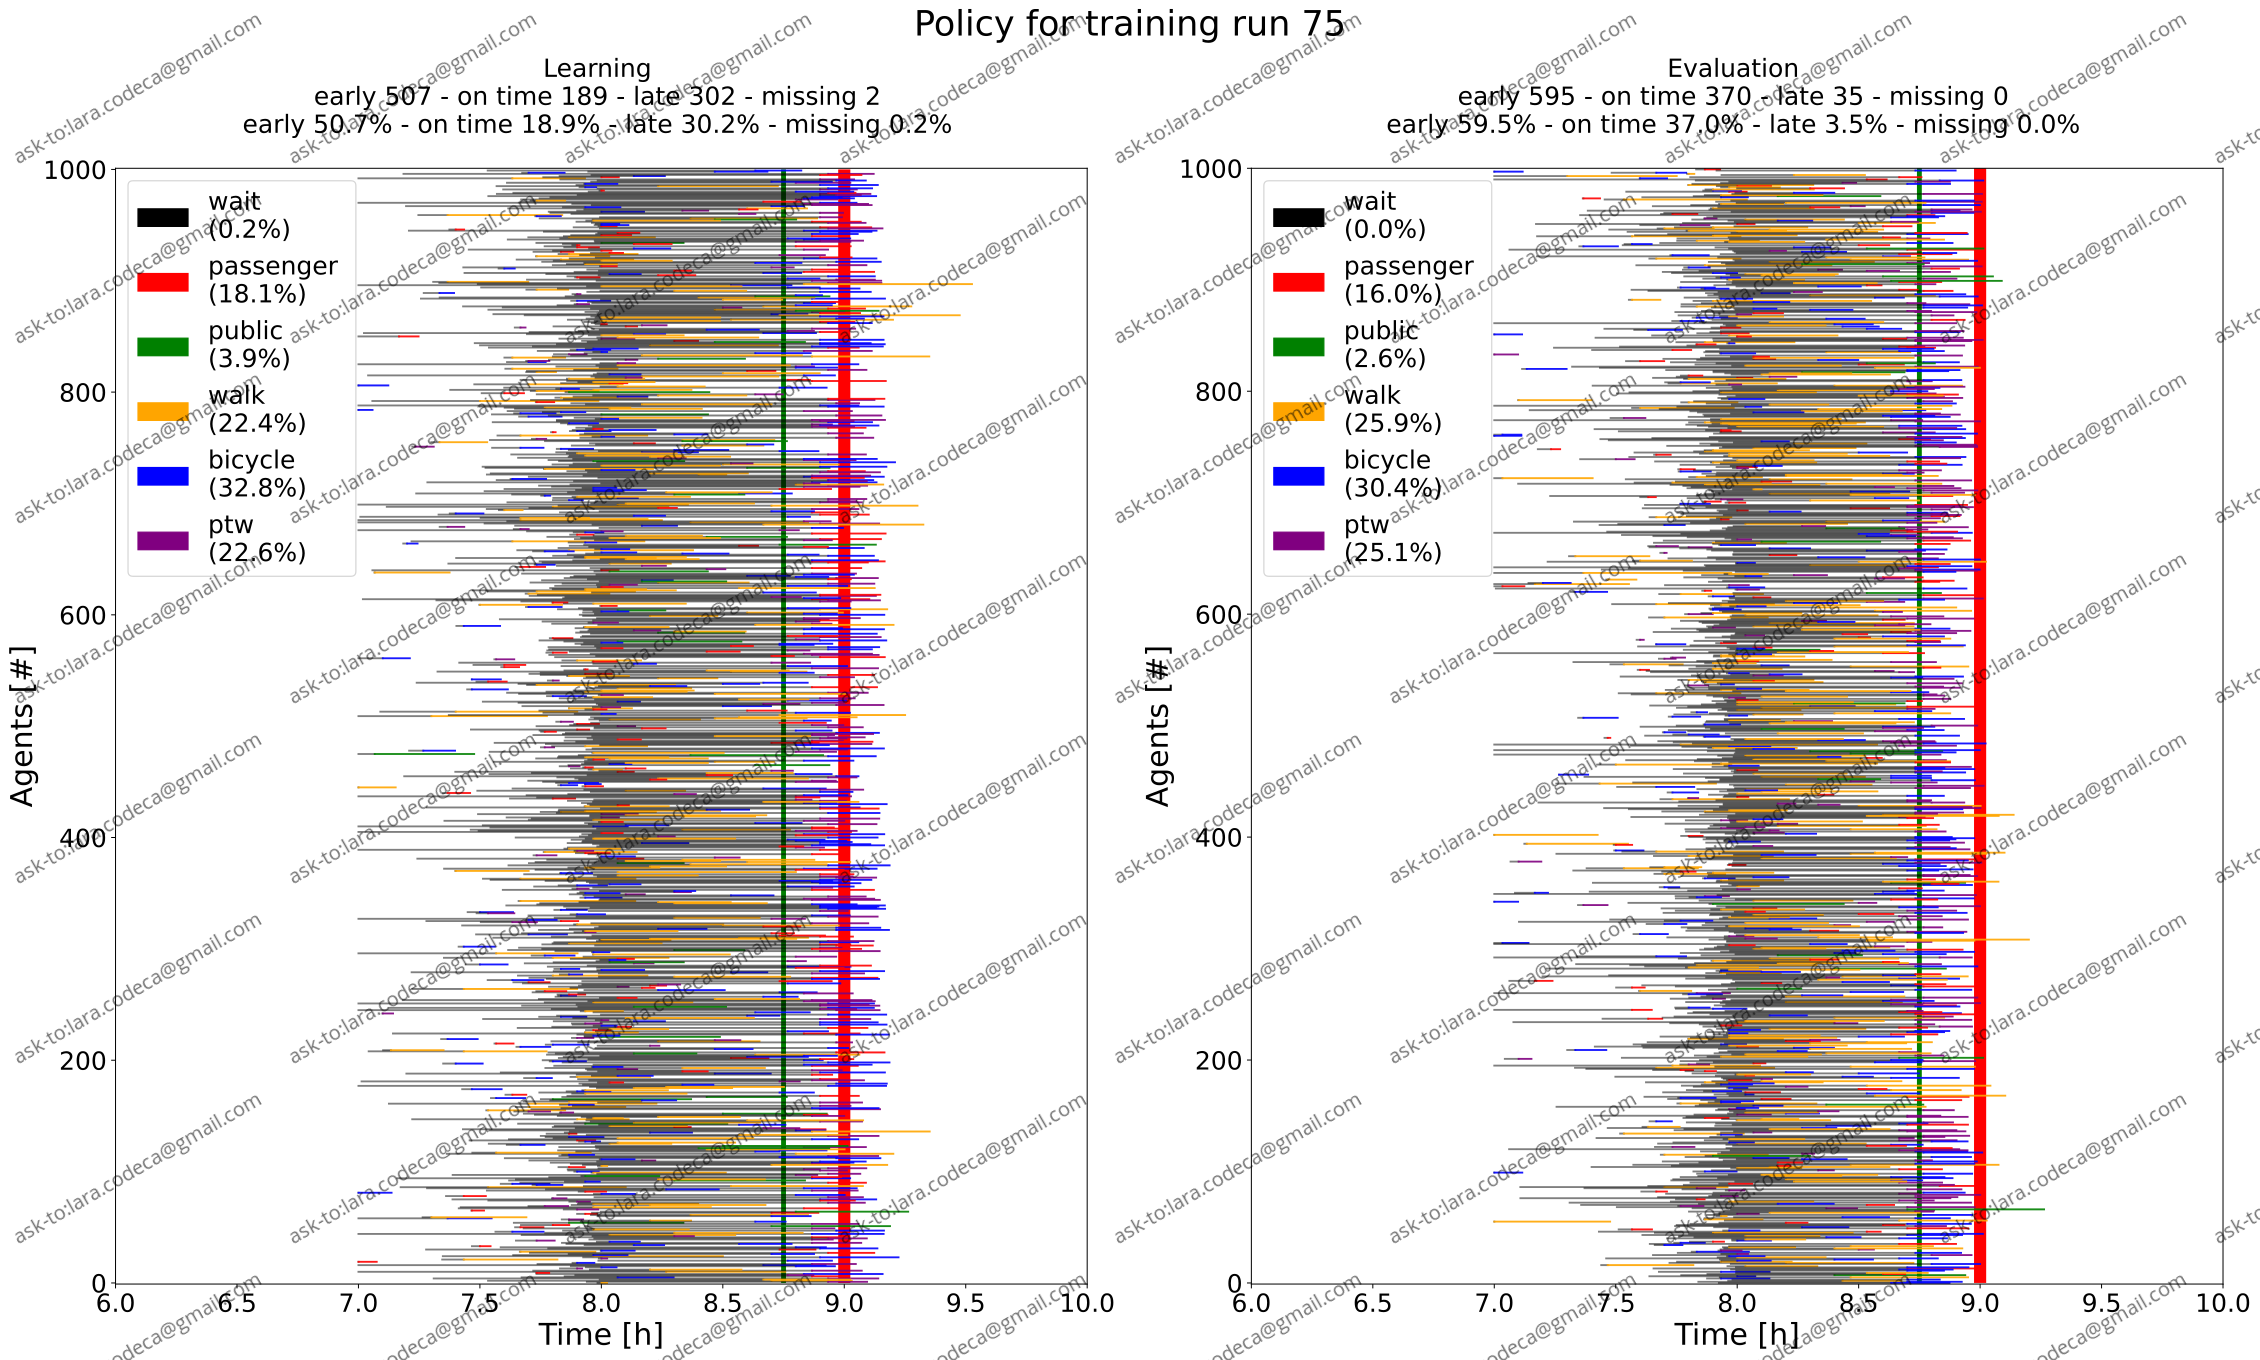 Policy for training run 75
Learning
early 507 - on time 189 - late 302 - missing 2
early 50.7% - on time 18.9% - late 30.2% - missing 0.2%
1000
800
600
400
200
0
Agents [#]
wait
(0.2%)
passenger
(18.1%)
public
(3.9%)
walk
(22.4%)
bicycle
(32.8%)
ptw
(22.6%)
6.0 6.5 7.0 7.5 8.0 8.5 9.0 9.5 10.0
Time [h]
Evaluation
early 595 - on time 370 - late 35 - missing 0
early 59.5% - on time 37.0% - late 3.5% - missing 0.0%
1000
800
600
400
200
0
Agents [#]
wait
(0.0%)
passenger
(16.0%)
public
(2.6%)
walk
(25.9%)
bicycle
(30.4%)
ptw
(25.1%)
6.0 6.5 7.0 7.5 8.0 8.5 9.0 9.5 10.0
Time [h]
ask-to:lara.codeca@gmail.com